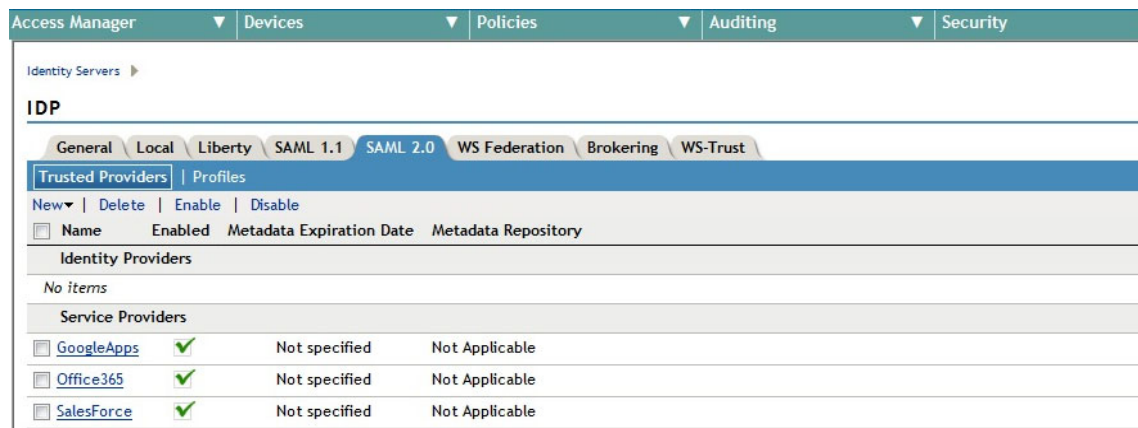 Access Manager ▼ Devices ▼ Policies ▼ Auditing ▼ Security
Identity Servers
IDP
General Local Liberty SAML 1.1 SAML 2.0 WS Federation Brokering WS-Trust
Trusted Providers | Profiles
New | Delete | Enable | Disable
Name Enabled Metadata Expiration Date Metadata Repository
Identity Providers
No items
Service Providers
GoogleApps Not specified Not Applicable
Office365 Not specified Not Applicable
SalesForce Not specified Not Applicable